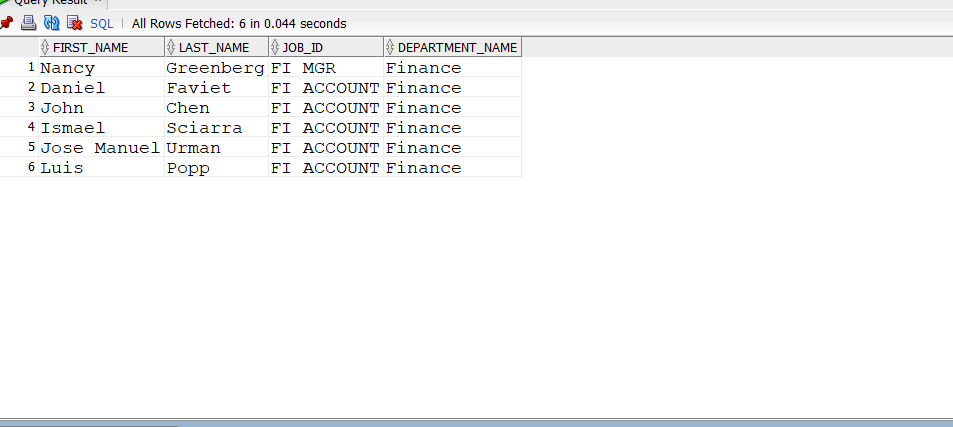 Query Result
SQL All Rows Fetched: 6 in 0.044 seconds
FIRST_NAME LAST_NAME JOB_ID DEPARTMENT_NAME
1 Nancy Greenberg FI MGR Finance
2 Daniel Faviet FI ACCOUNT Finance
3 John Chen FI ACCOUNT Finance
4 Ismael Sciarra FI ACCOUNT Finance
5 Jose Manuel Urman FI ACCOUNT Finance
6 Luis Popp FI ACCOUNT Finance